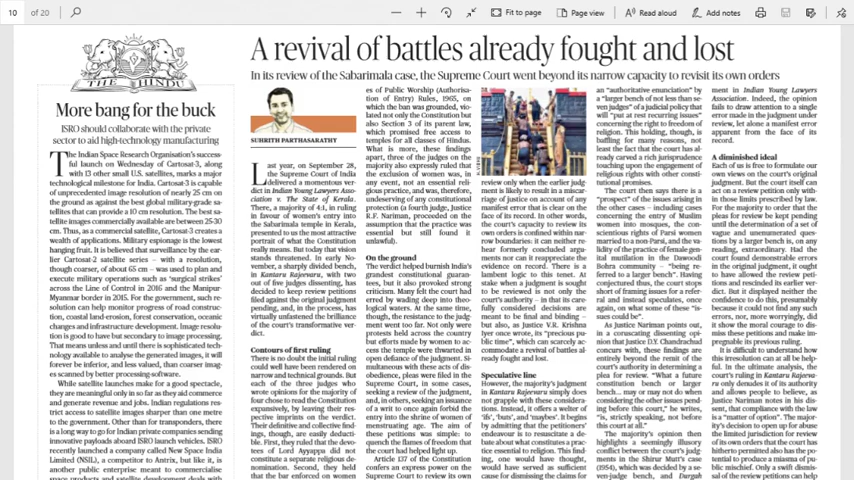 10 of 20
Fit to page
Page view
Read aloud
Add notes
THE HINDU
More bang for the buck
ISRO should collaborate with the private
sector to aid high-technology manufacturing
The Indian Space Research Organisation's success-
ful launch on Wednesday of Cartosat-3, along
with 13 other small U.S. satellites, marks a major
technological milestone for India. Cartosat-3 is capable
of unprecedented image resolution of nearly 25 cm on
the ground as against the best global military-grade sa-
tellites that can provide a 10 cm resolution. The best sa-
tellite images commercially available are between 25-30
cm. Thus, as a commercial satellite, Cartosat-3 creates a
wealth of applications. Military espionage is the lowest
hanging fruit. It is believed that surveillance by the ear-
lier Cartosat-2 series satellites – with a resolution,
though coarser, of about 65 cm – was used to plan and
execute military operations such as 'surgical strikes'
across the Line of Control in 2016 and the Manipur-
Myanmar border in 2015. For the government, such re-
solution can help monitor progress of road construc-
tion, coastal land erosion, forest conservation, oceanic
changes and infrastructure development. Image resolu-
tion is good to have but secondary to image processing.
That means unless and until there is sophisticated tech-
nology available to analyse the generated images, it will
forever be inferior, and less valued, than coarser imag-
es scanned by better processing-software.
While satellite launches make for a good spectacle,
they are meaningful only in so far as they aid commerce
and generate revenue and jobs. Indian regulations res-
trict access to satellite images sharper than one metre
to the government. Other than for transponders, there
is a long way to go for Indian private companies sending
innovative payloads aboard ISRO launch vehicles. ISRO
recently launched a company called New Space India
Limited (NSIL), a competitor to Antrix, but like it, is
another public enterprise meant to commercialise
space products and satellite development deals with
A revival of battles already fought and lost
In its review of the Sabarimala case, the Supreme Court went beyond its narrow capacity to revisit its own orders
SUHRITH PARTHASARATHY
Last year, on September 28,
the Supreme Court of India
delivered a momentous ver-
dict in Indian Young Lawyers Asso-
ciation v. The State of Kerala.
There, a majority of 4:1, in ruling
in favour of women's entry into
the Sabarimala temple in Kerala,
presented to us the most attractive
portrait of what the Constitution
really means. But today that vision
stands threatened. In early No-
vember, a sharply divided bench,
in Kantaru Rajeevaru, with two
out of five judges dissenting, has
decided to keep review petitions
filed against the original judgment
pending, and, in the process, has
virtually unfastened the brilliance
of the court's transformative ver-
dict.
Contours of first ruling
There is no doubt the initial ruling
could well have been rendered on
narrow and technical grounds. But
each of the three judges who
wrote opinions for the majority of
four chose to read the Constitution
expansively, by leaving their res-
pective imprints on the verdict.
Their definitive and collective find-
ings, though, are easily deducti-
ble. First, they ruled that the devo-
tees of Lord Ayyappa did not
constitute a separate religious de-
nomination. Second, they held
that the bar enforced on women
es of Public Worship (Authorisa-
tion of Entry) Rules, 1965, on
which the ban was grounded, vio-
lated not only the Constitution but
also Section 3 of its parent law,
which promised free access to
temples for all classes of Hindus.
What is more, these findings
apart, three of the judges on the
majority also expressly ruled that
the exclusion of women was, in
any event, not an essential reli-
gious practice, and was, therefore,
undeserving of any constitutional
protection (a fourth judge, Justice
R.F. Nariman, proceeded on the
assumption that the practice was
essential but still found it
unlawful).
On the ground
The verdict helped burnish India's
grandest constitutional guaran-
tees, but it also provoked strong
criticisms. Many felt the court had
erred by wading deep into theo-
logical waters. At the same time,
though, the resistance to the judg-
ment went too far. Not only were
protests held across the country
but efforts made by women to ac-
cess the temple were thwarted in
open defiance of the judgment. Si-
multaneous with these acts of dis-
obedience, pleas were filed in the
Supreme Court, in some cases,
seeking a review of the judgment,
and, in others, seeking an issuance
of a writ to once again forbid the
entry into the shrine of women of
menstruating age. The aim of
these petitions was simple: to
quench the flames of freedom that
the court had helped light up.
Article 137 of the Constitution
confers an express power on the
Supreme Court to review its own
review only when the earlier judg-
ment is likely to result in a miscar-
riage of justice on account of any
manifest error that is clear on the
face of its record. In other words,
the court's capacity to review its
own orders is confined within nar-
row boundaries: it can neither re-
hear formerly concluded argu-
ments nor can it reappreciate the
evidence on record. There is a
lambent logic to this tenet. At
stake when a judgment is sought
to be reviewed is not only the
court's authority – in that its care-
fully considered decisions are
meant to be final and binding –
but also, as Justice V.R. Krishna
Iyer once wrote, its "precious pu-
blic time", which can scarcely ac-
commodate a revival of battles al-
ready fought and lost.
Speculative line
However, the majority's judgment
in Kantaru Rajeevaru simply does
not grapple with these considera-
tions. Instead, it offers a welter of
'ifs', 'buts', and 'maybes'. It begins
by admitting that the petitioners'
endeavour is to resuscitate a de-
bate about what constitutes a prac-
tice essential to religion. This find-
ing, one would have thought,
would have served as sufficient
cause for dismissing the claims for
an "authoritative enunciation" by
a "larger bench of not less than se-
ven judges" of a judicial policy that
will "put at rest recurring issues"
concerning the right to freedom of
religion. This holding, though, is
baffling for many reasons, not
least the fact that the court has al-
ready carved a rich jurisprudence
touching upon the engagement of
religious rights with other consti-
tutional promises.
The court then says there is a
"prospect" of the issues arising in
the other cases – including cases
concerning the entry of Muslim
women into mosques, the con-
scientious rights of Parsi women
married to a non-Parsi, and the va-
lidity of the practice of female gen-
ital mutilation in the Dawoodi
Bohra community – "being re-
ferred to a larger bench". Having
conjectured thus, the court stops
short of framing issues for a refer-
ral and instead speculates, once
again, on what some of these "is-
sues could be".
As Justice Nariman points out,
in a coruscating dissenting opi-
nion that Justice D.Y. Chandrachud
concurs with, these findings are
entirely beyond the remit of the
court's authority in determining a
plea for review. "What a future
constitution bench or larger
bench... may or may not do when
considering the other issues pend-
ing before this court," he writes,
"is, strictly speaking, not before
this court at all."
The majority's opinion then
highlights a seemingly illusory
conflict between the court's judg-
ments in the Shirur Mutt case
(1954), which was decided by a se-
ven-judge bench, and Durgah
ment in Indian Young Lawyers
Association. Indeed, the opinion
fails to draw attention to a single
error made in the judgment under
review, let alone a manifest error
apparent from the face of its
record.
A diminished ideal
Each of us is free to formulate our
own views on the court's original
judgment. But the court itself can
act on a review petition only with-
in those limits prescribed by law.
For the majority to order that the
pleas for review be kept pending
until the determination of a set of
vague and unenumerated ques-
tions by a larger bench is, on any
reading, extraordinary. Had the
court found demonstrable errors
in the original judgment, it ought
to have allowed the review peti-
tions and rescinded its earlier ver-
dict. But it displayed neither the
confidence to do this, presumably
because it could not find any such
errors, nor, more worryingly, did
it show the moral courage to dis-
miss these petitions and make im-
pregnable its previous ruling.
It is difficult to understand how
this irresolution can at all be help-
ful. In the ultimate analysis, the
court's ruling in Kantaru Rajeeva-
ru only denudes it of its authority
and allows people to believe, as
Justice Nariman notes in his dis-
sent, that compliance with the law
is a "matter of option". The major-
ity's decision to open up for abuse
the limited jurisdiction for review
of its own orders that the court has
hitherto permitted also has the po-
tential to produce a miasma of pu-
blic mischief. Only a swift dismis-
sal of the review petitions can help